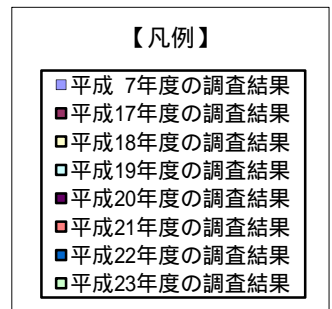 【凡例】
平成 7年度の調査結果
平成17年度の調査結果
平成18年度の調査結果
平成19年度の調査結果
平成20年度の調査結果
平成21年度の調査結果
平成22年度の調査結果
平成23年度の調査結果